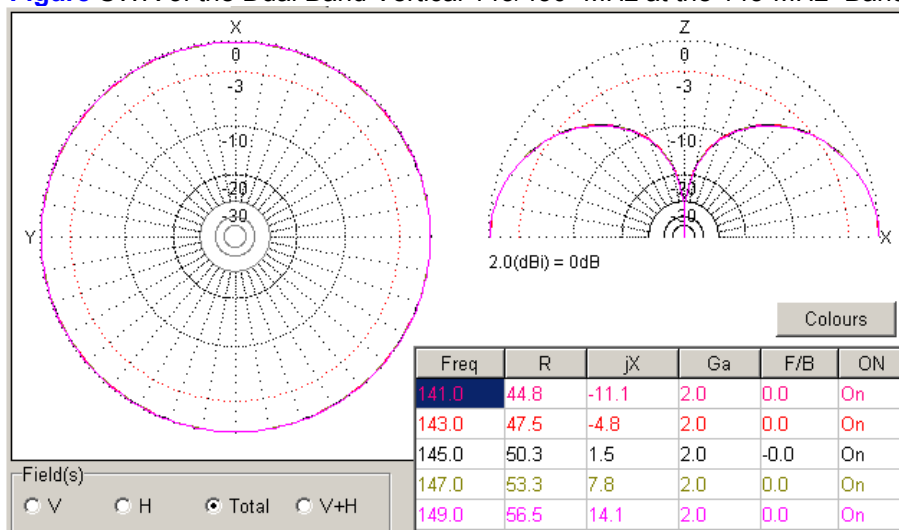 X
0
-3
-10
-20
-30
Y
Z
0
-3
-10
-20
X
2.0(dBi) = 0dB
Colours
Freq R jX Ga F/B ON
141.0 44.8 -11.1 2.0 0.0 On
143.0 47.5 -4.8 2.0 0.0 On
145.0 50.3 1.5 2.0 -0.0 On
147.0 53.3 7.8 2.0 0.0 On
149.0 56.5 14.1 2.0 0.0 On
Field(s)
V H Total V+H